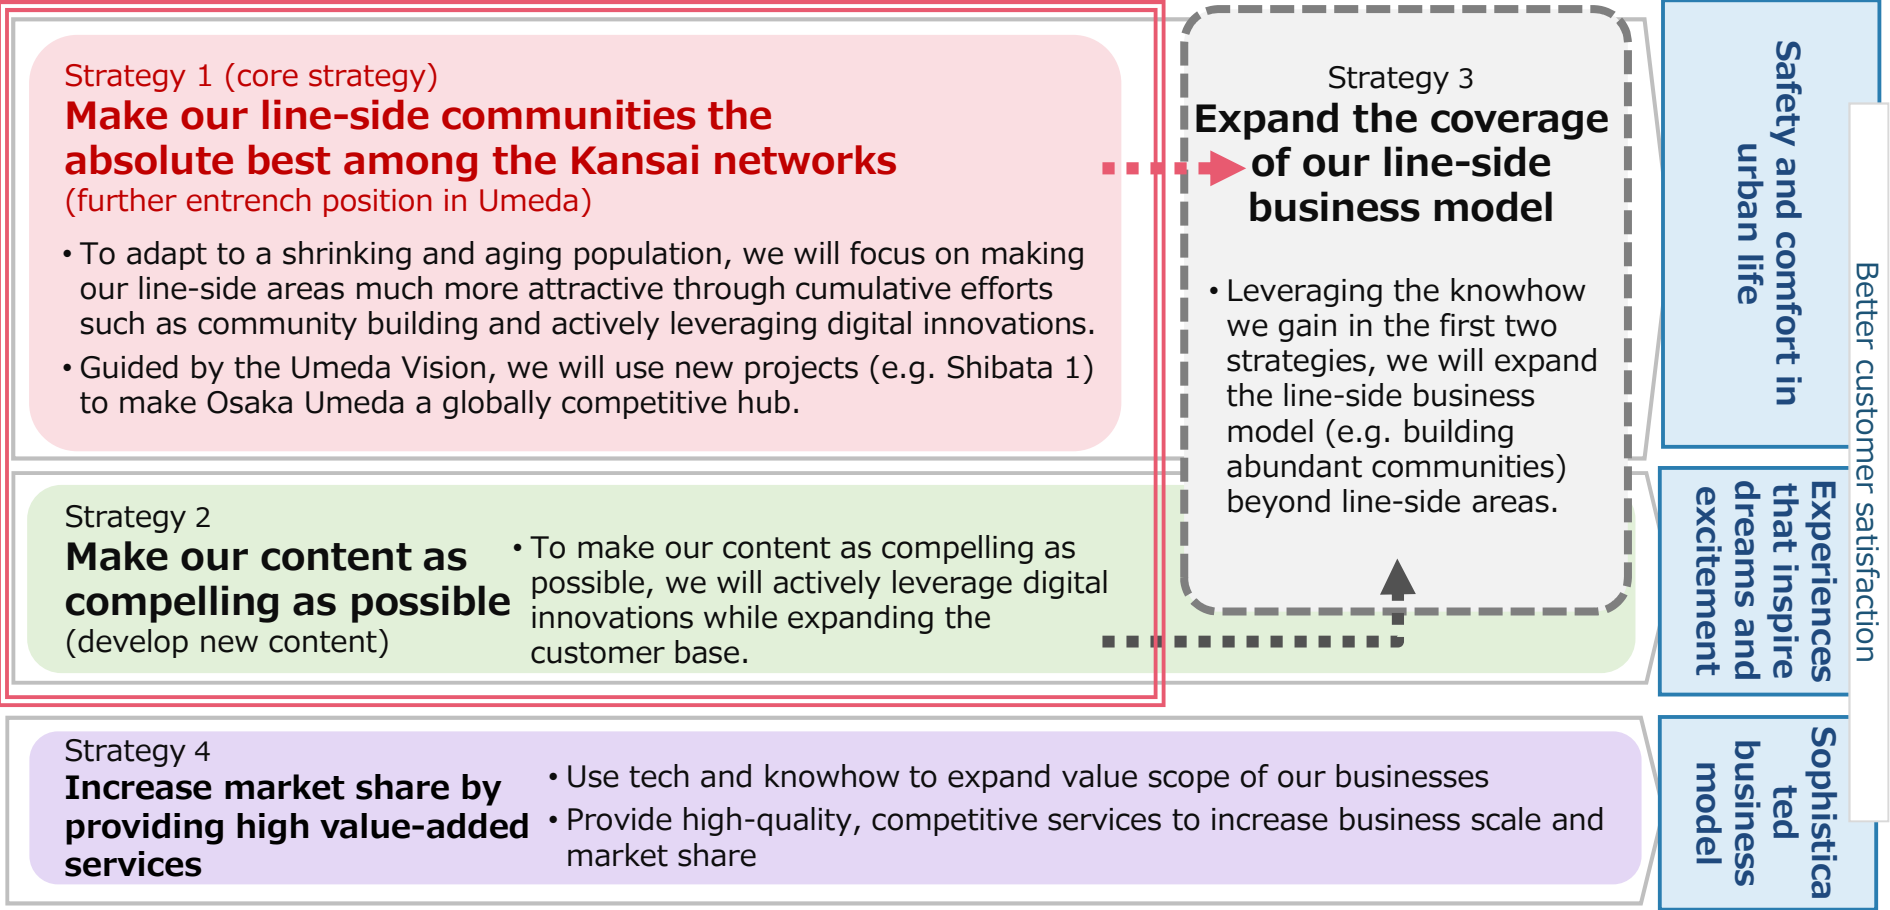 Strategy 1 (core strategy)
Make our line-side communities the
absolute best among the Kansai networks
(further entrench position in Umeda)
• To adapt to a shrinking and aging population, we will focus on making
our line-side areas much more attractive through cumulative efforts
such as community building and actively leveraging digital innovations.
• Guided by the Umeda Vision, we will use new projects (e.g. Shibata 1)
to make Osaka Umeda a globally competitive hub.
Strategy 3
Expand the coverage
of our line-side
business model
• Leveraging the knowhow
we gain in the first two
strategies, we will expand
the line-side business
model (e.g. building
abundant communities)
beyond line-side areas.
Strategy 2
Make our content as
compelling as possible
(develop new content)
• To make our content as compelling as
possible, we will actively leverage digital
innovations while expanding the
customer base.
Strategy 4
Increase market share by
providing high value-added
services
• Use tech and knowhow to expand value scope of our businesses
• Provide high-quality, competitive services to increase business scale and
market share
Safety and comfort in
urban life
Experiences
that inspire
dreams and
excitement
Sophistica
ted
business
model
Better customer satisfaction